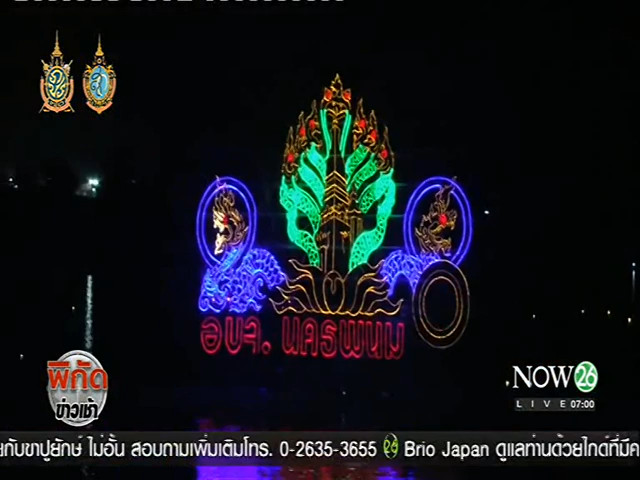 อบจ. นครพนม
พิกัด
ข่าวเช้า
NOW26
LIVE 07:00
ยกับขาปูยักษ์ ไม่อั้น สอบถามเพิ่มเติมโทร. 0-2635-3655 26 Brio Japan ดูแลท่านด้วยไกด์ที่มีค